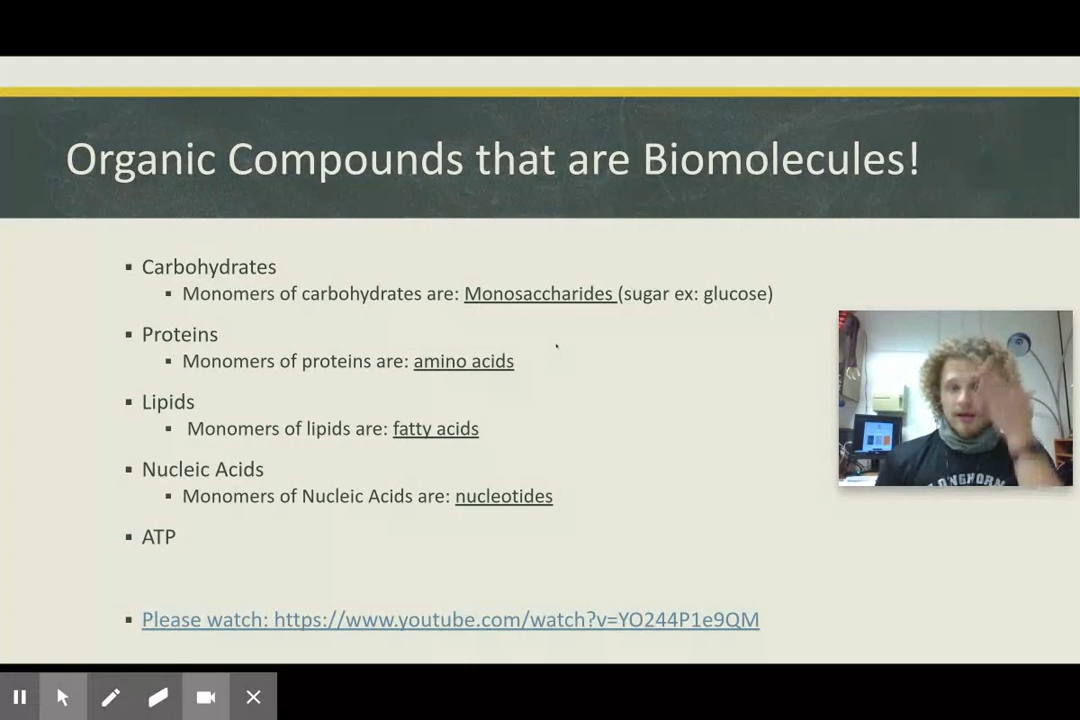 Organic Compounds that are Biomolecules!
▪ Carbohydrates
▪ Monomers of carbohydrates are: Monosaccharides (sugar ex: glucose)
▪ Proteins
▪ Monomers of proteins are: amino acids
▪ Lipids
▪ Monomers of lipids are: fatty acids
▪ Nucleic Acids
▪ Monomers of Nucleic Acids are: nucleotides
▪ ATP
▪ Please watch: https://www.youtube.com/watch?v=YO244P1e9QM
LONGHORN